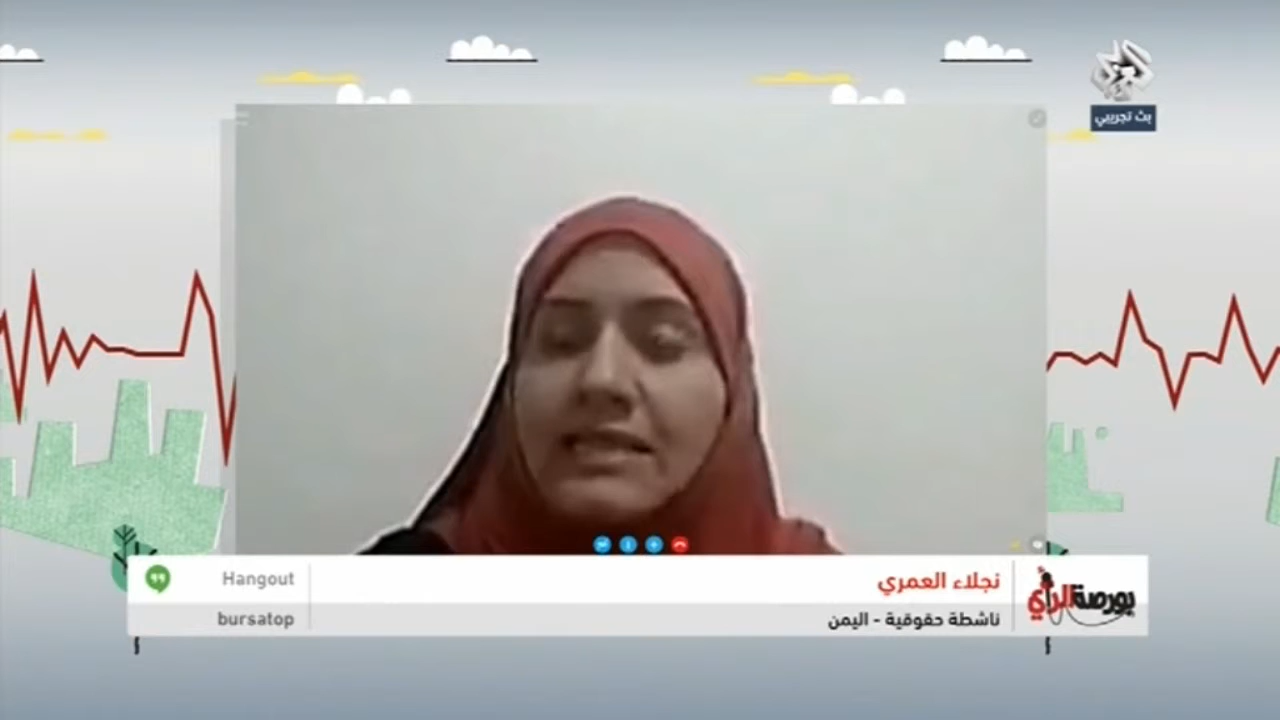 بث تجريبي
نجلاء العمري
ناشطة حقوقية - اليمن
بورصة الرأي
Hangout
bursatop